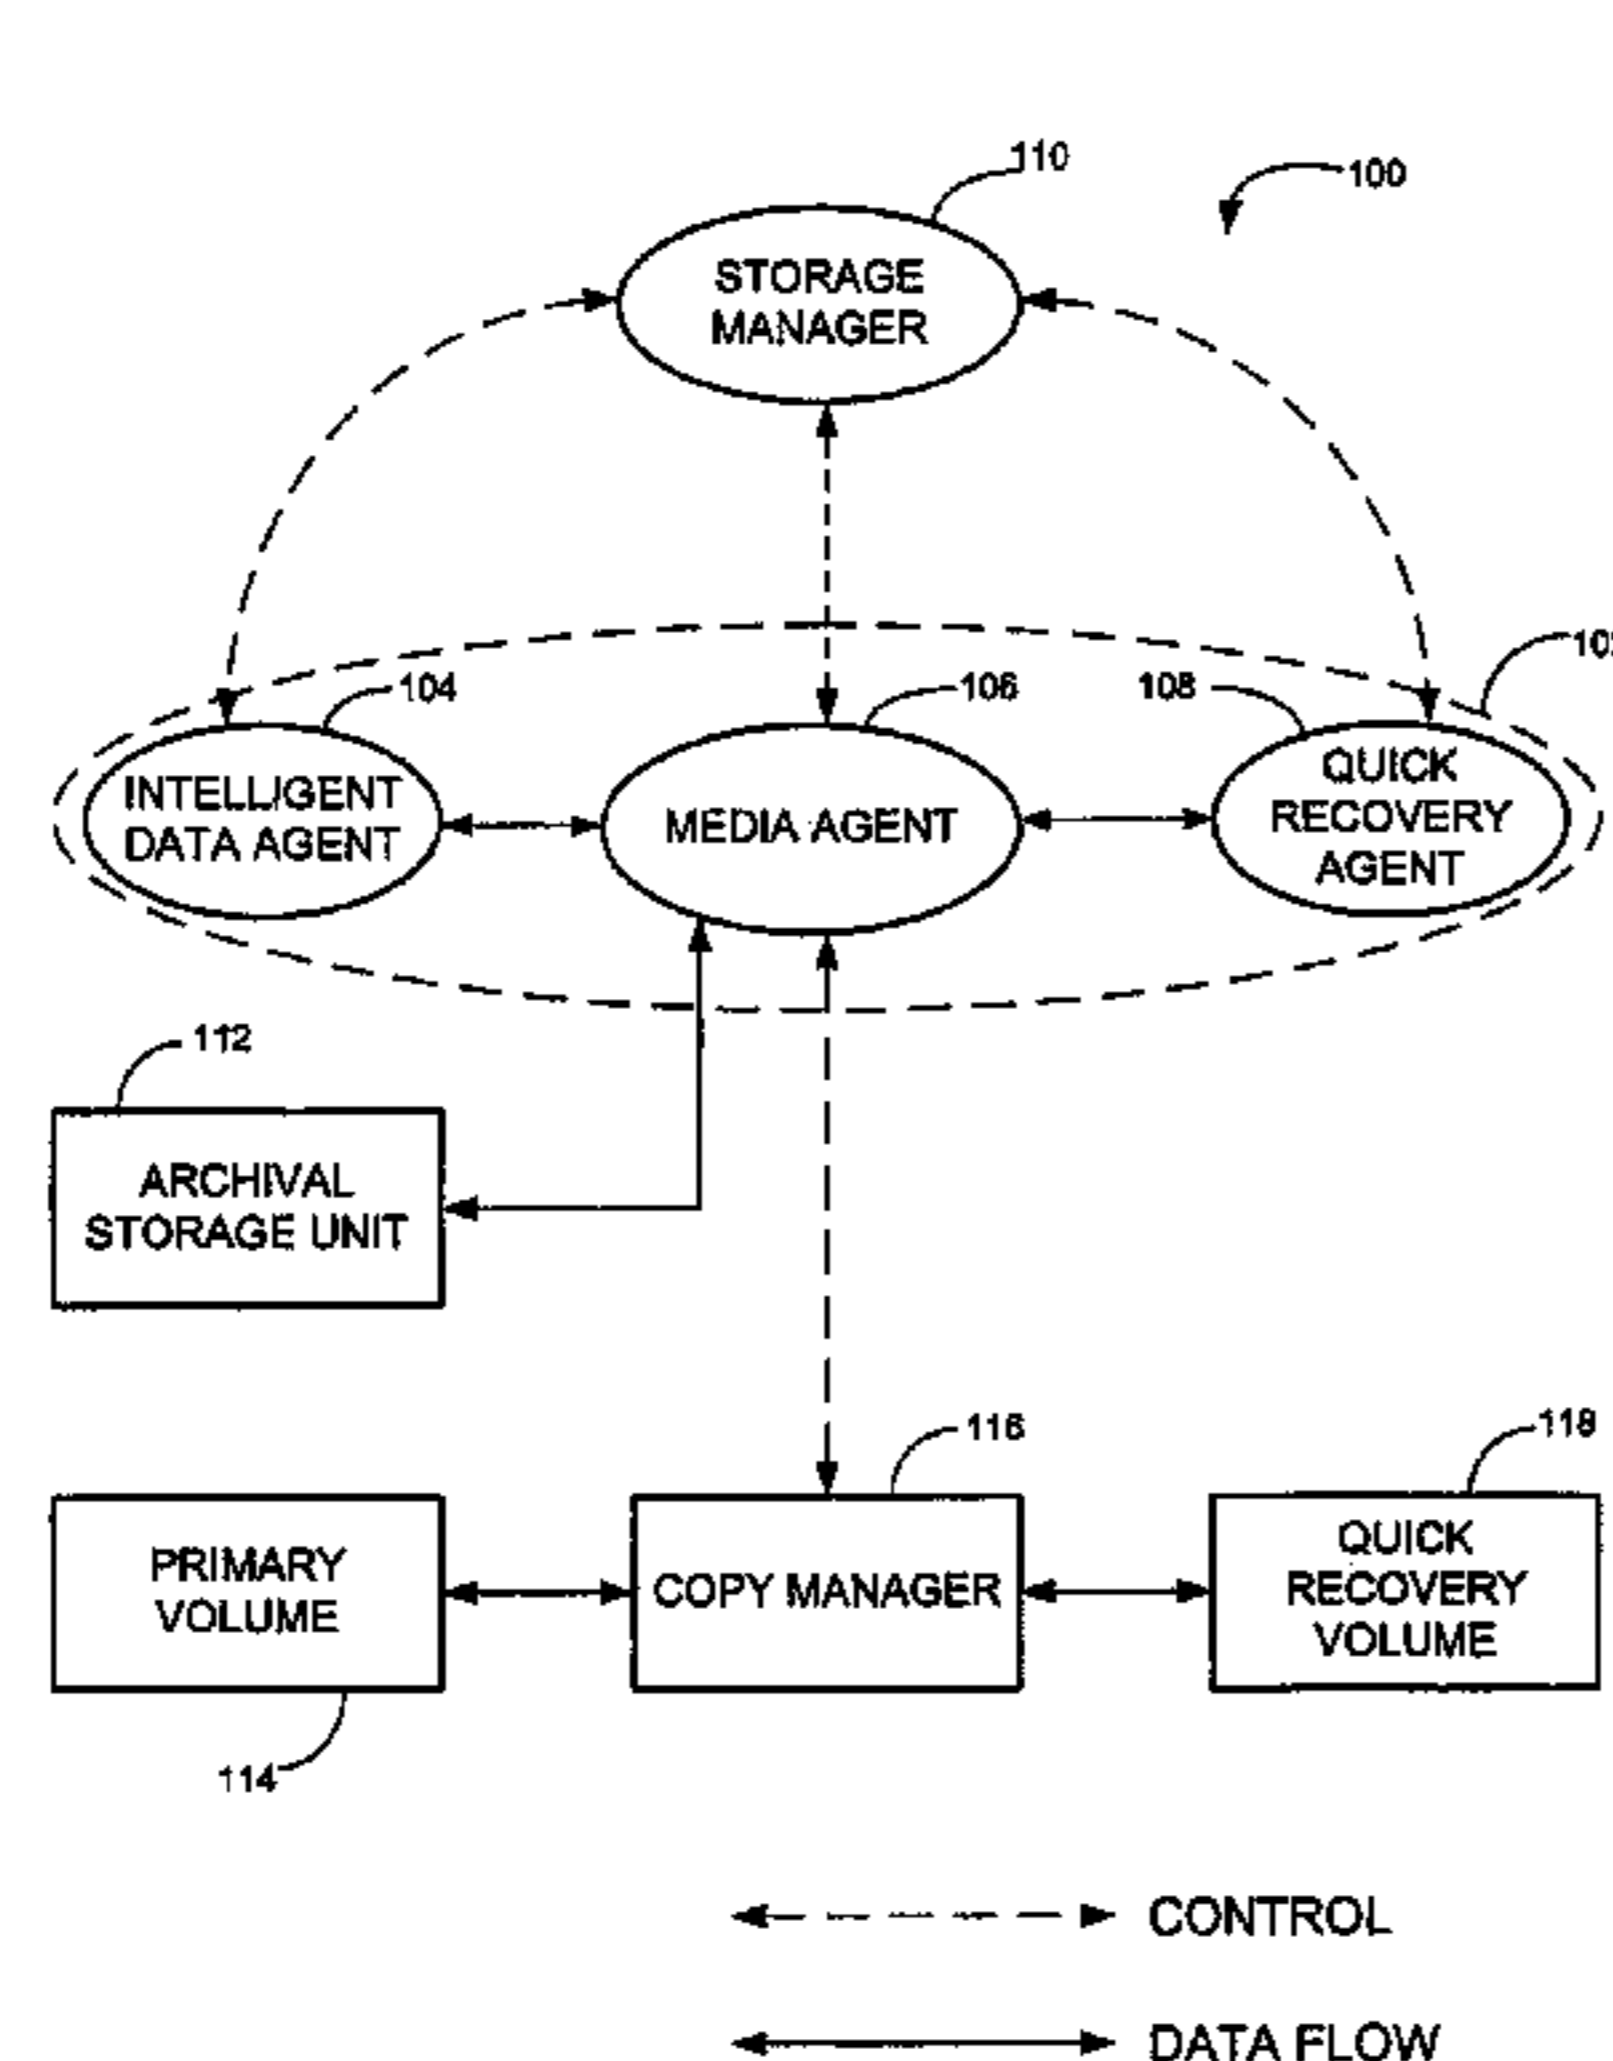 110
100
STORAGE
MANAGER
104
106
108
INTELLIGENT
DATA AGENT
MEDIA AGENT
QUICK
RECOVERY
AGENT
112
ARCHIVAL
STORAGE UNIT
116
118
PRIMARY
VOLUME
COPY MANAGER
QUICK
RECOVERY
VOLUME
114
CONTROL
DATA FLOW